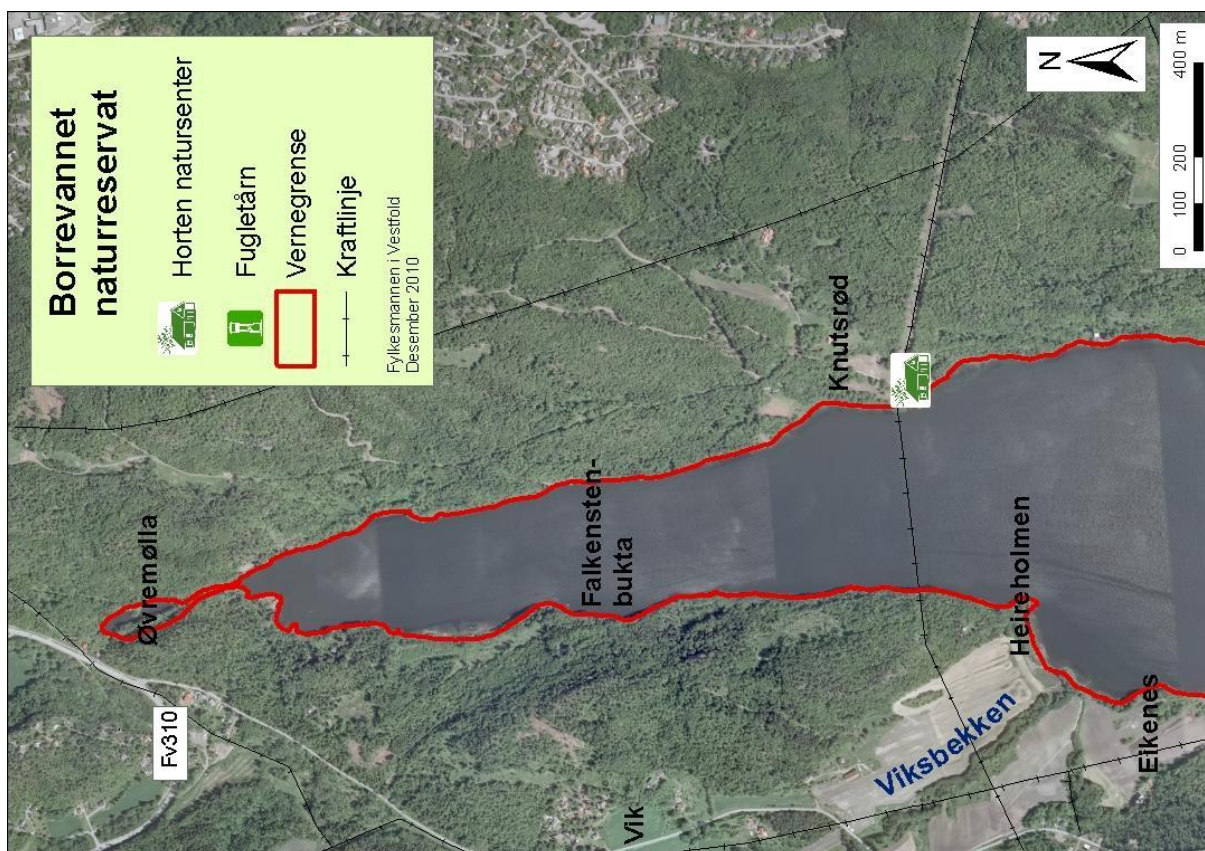 Borrevannet
naturreservat
Horten natursenter
Fugletårn
Vernegrense
Kraftlinje
Fylkesmannen i Vestfold
Desember 2010
Fv310
Øvremølla
Falkensten-
bukta
Knutsrød
Vik
Viksbekken
Heireholmen
Eikenes
N
0 100 200 400 m